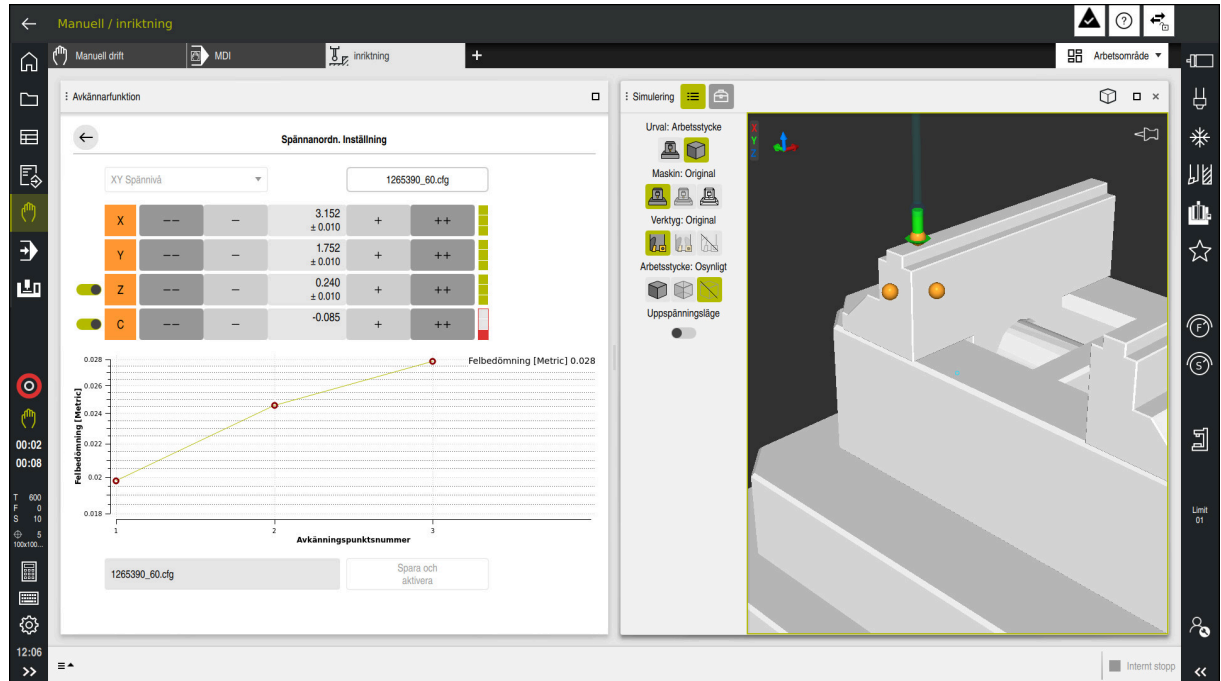 Manuell / inriktning
Manuell drift
MDI
inriktning
+
Arbetsområde
Avkännarfunktion
Spännanordn. Inställning
XY Spännivå
1265390_60.cfg
X
--
-
3.152
± 0.010
+
++
Y
--
-
1.752
± 0.010
+
++
Z
--
-
0.240
± 0.010
+
++
C
--
-
-0.085
+
++
Felbedömning [Metric] 0.028
Felbedömning [Metric]
0.028
0.026
0.024
0.022
0.02
0.018
1
2
3
Avkänningspunktsnummer
1265390_60.cfg
Spara och
aktivera
Simulering
Urval: Arbetsstycke
Maskin: Original
Verktyg: Original
Arbetsstycke: Osynligt
Uppspänningsläge
X
Y
Z
00:02
00:08
T 600
F 0
S 10
5
100x100...
12:06
F
S
Limit
01
Internt stopp